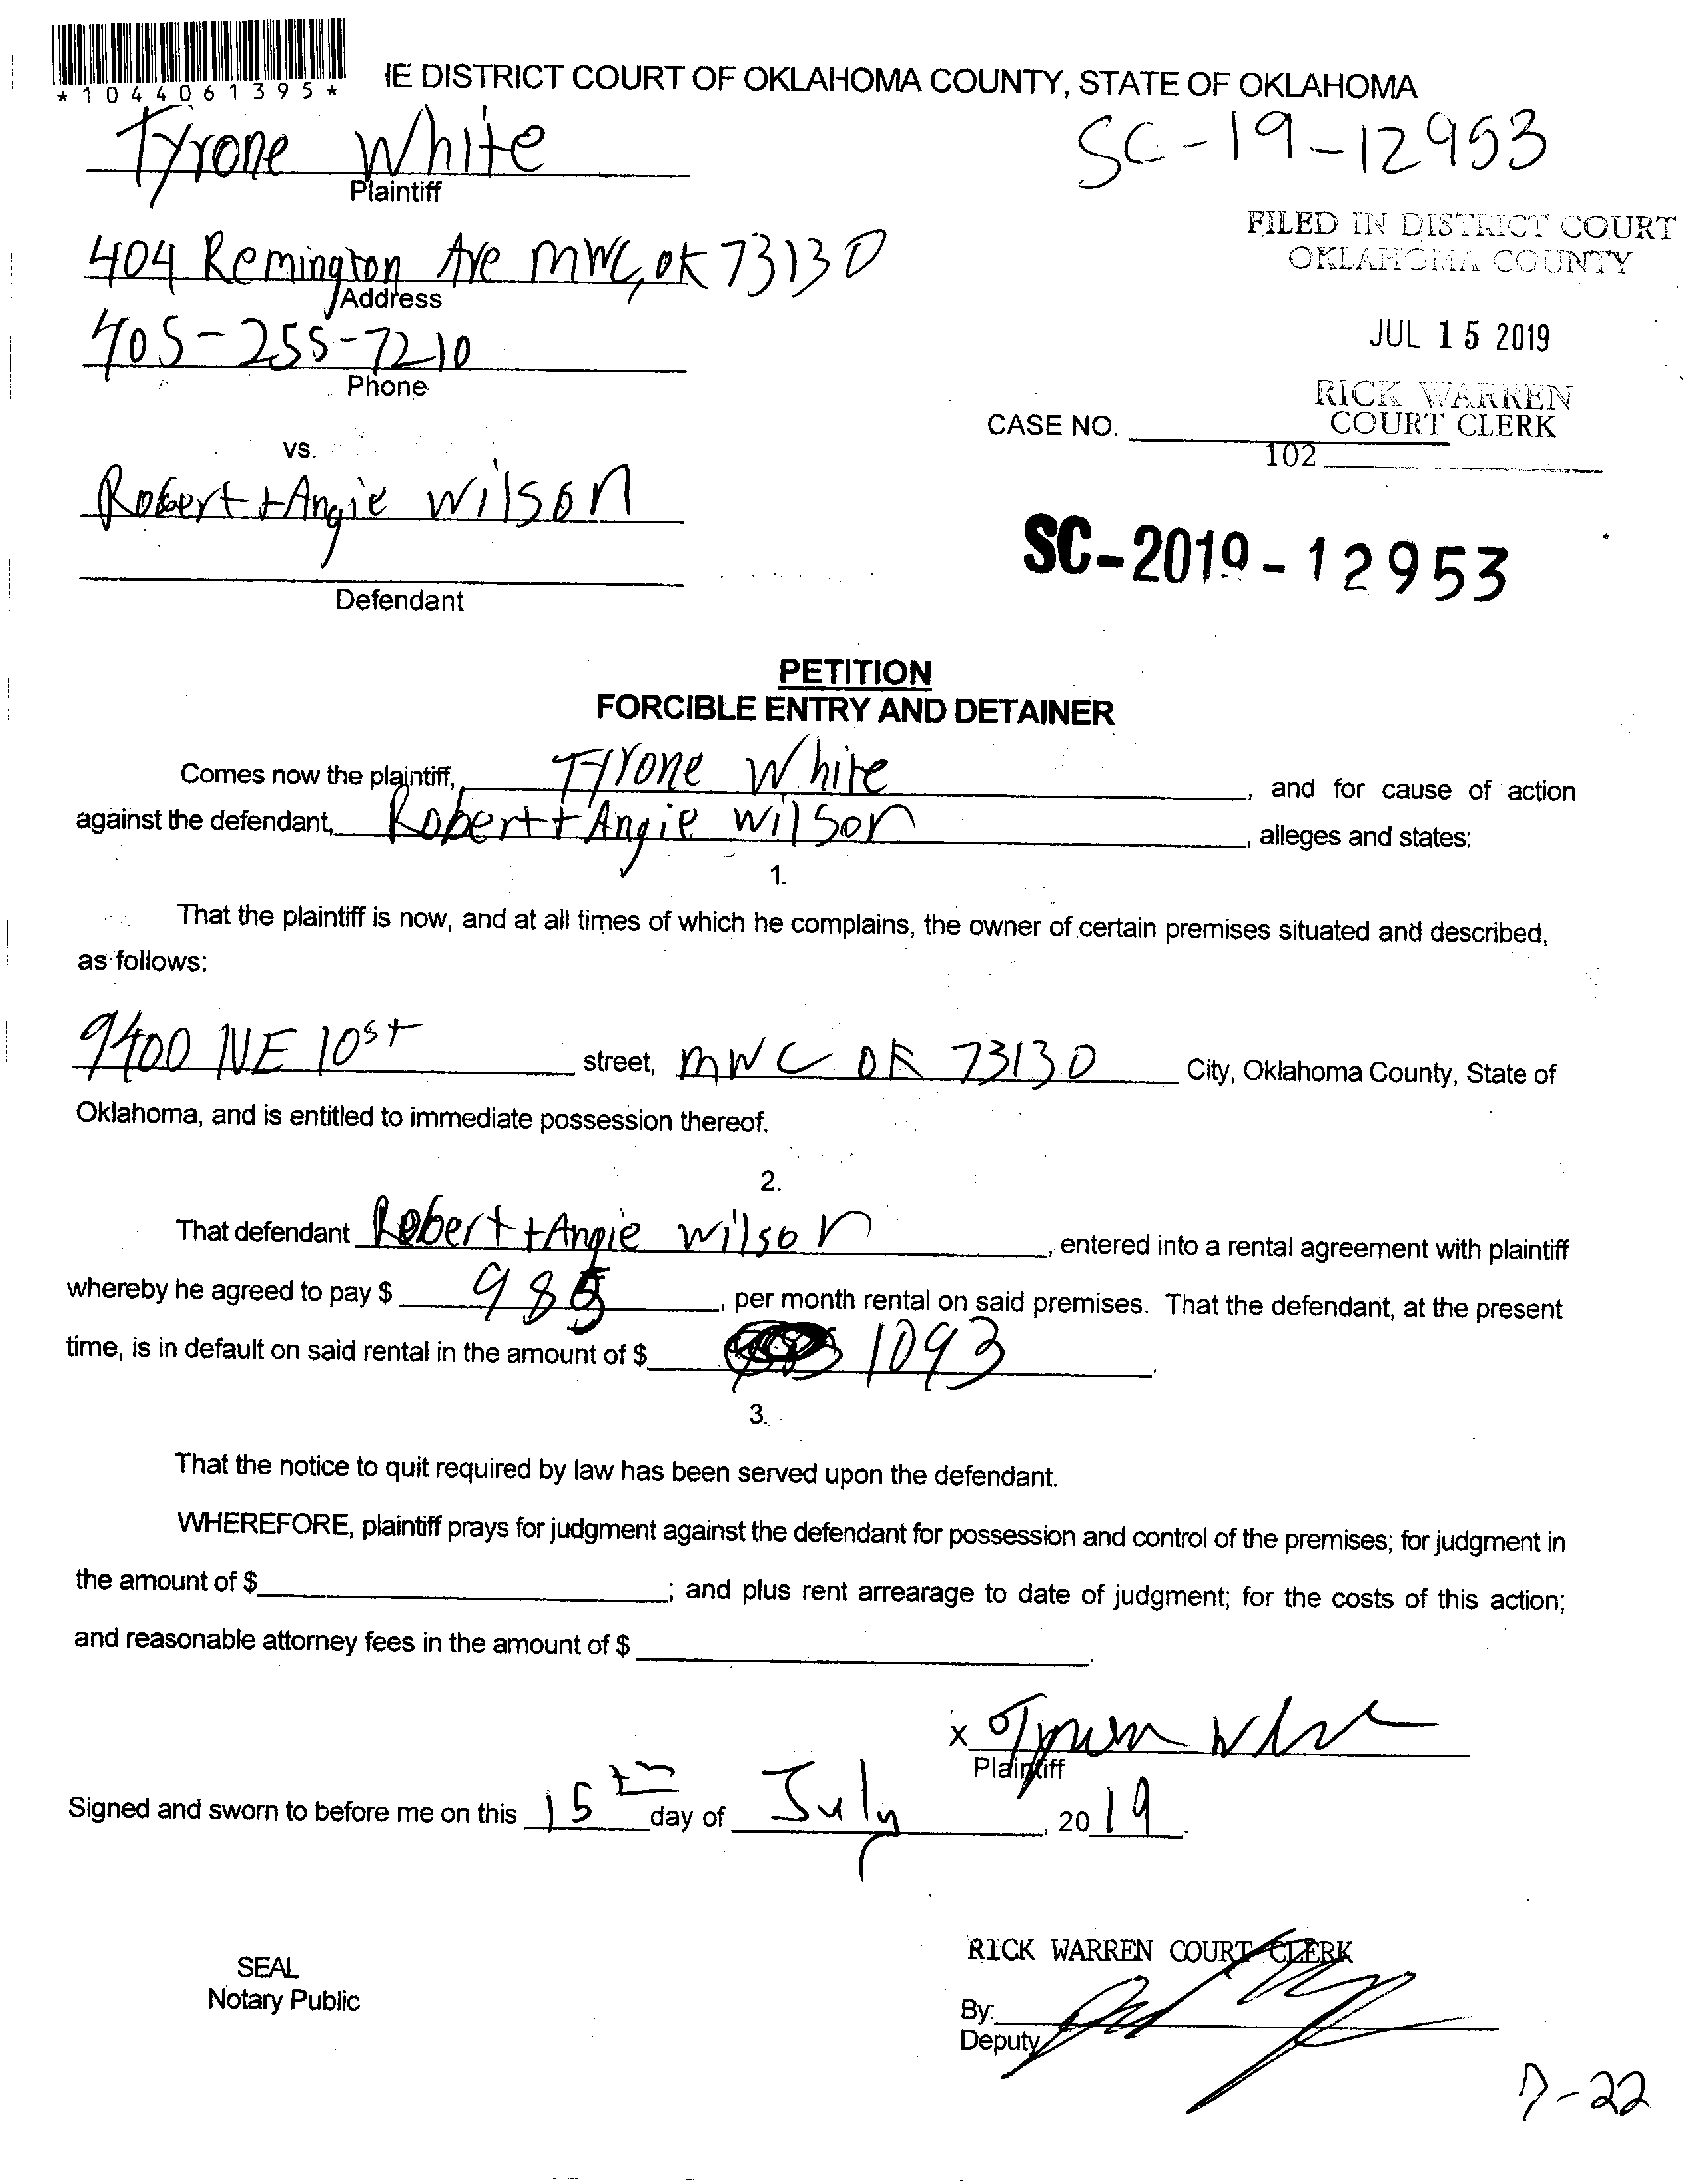 *1044061395*
IE DISTRICT COURT OF OKLAHOMA COUNTY, STATE OF OKLAHOMA
Tyrone White
Plaintiff
SC-19-12953
404 Remington Ave MWC, OK 73130
Address
FILED IN DISTRICT COURT
OKLAHOMA COUNTY
405-255-7210
Phone
JUL 15 2019
RICK WARREN
COURT CLERK
CASE NO.
102
vs.
Robert + Angie Wilson
Defendant
SC-2019-12953
PETITION
FORCIBLE ENTRY AND DETAINER
Comes now the plaintiff, Tyrone White, and for cause of action
against the defendant, Robert + Angie Wilson, alleges and states:
1.
That the plaintiff is now, and at all times of which he complains, the owner of certain premises situated and described,
as follows:
9400 NE 10st street, MWC OK 73130 City, Oklahoma County, State of
Oklahoma, and is entitled to immediate possession thereof.
2.
That defendant Robert + Angie Wilson, entered into a rental agreement with plaintiff
whereby he agreed to pay $ 985, per month rental on said premises. That the defendant, at the present
time, is in default on said rental in the amount of $ 1093.
3.
That the notice to quit required by law has been served upon the defendant.
WHEREFORE, plaintiff prays for judgment against the defendant for possession and control of the premises; for judgment in
the amount of $ ; and plus rent arrearage to date of judgment; for the costs of this action;
and reasonable attorney fees in the amount of $ .
x Tyrone White
Plaintiff
Signed and sworn to before me on this 15th day of July, 2019.
SEAL
Notary Public
RICK WARREN COURT CLERK
By:
Deputy
7-22